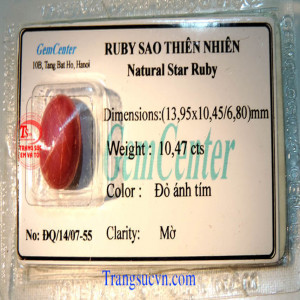 GemCenter
10B, Tang Bat Ho, Hanoi
RUBY SAO THIÊN NHIÊN
Natural Star Ruby
Dimensions:(13,95x10,45/6,80)mm
GemCenter
Weight : 10,47 cts
Color : Đỏ ánh tím
No: ĐQ/14/07-55
Clarity: Mờ
TRANG SỨC
Trangsucvn.com